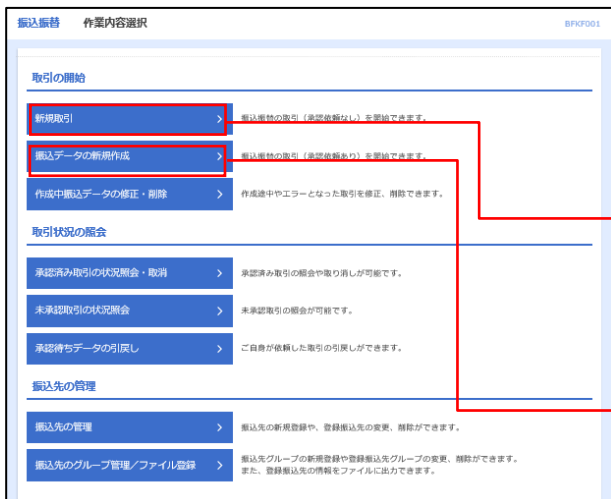 振込振替 作業内容選択 BFKF001
取引の開始
新規取引 振込振替の取引（承認依頼なし）を開始できます。
振込データの新規作成 振込振替の取引（承認依頼あり）を開始できます。
作成中振込データの修正・削除 作成途中やエラーとなった取引を修正、削除できます。
取引状況の照会
承認済み取引の状況照会・取消 承認済み取引の照会や取り消しが可能です。
未承認取引の状況照会 未承認取引の照会が可能です。
承認待ちデータの引戻し ご自身が依頼した取引の引戻しができます。
振込先の管理
振込先の管理 振込先の新規登録や、登録振込先の変更、削除ができます。
振込先のグループ管理／ファイル登録 振込先グループの新規登録や登録振込先グループの変更、削除ができます。
また、登録振込先の情報をファイルに出力できます。